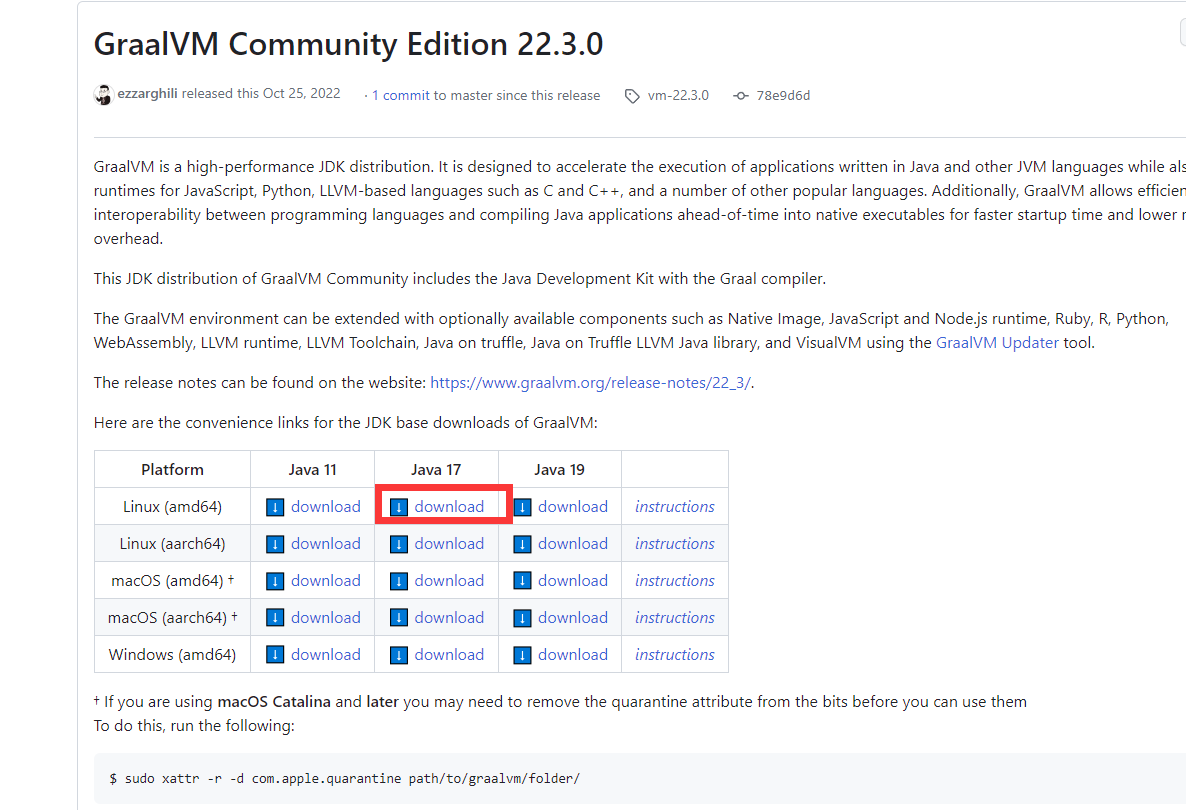 GraalVM Community Edition 22.3.0
ezzarghili released this Oct 25, 2022 · 1 commit to master since this release vm-22.3.0 78e9d6d
GraalVM is a high-performance JDK distribution. It is designed to accelerate the execution of applications written in Java and other JVM languages while
runtimes for JavaScript, Python, LLVM-based languages such as C and C++, and a number of other popular languages. Additionally, GraalVM allows
interoperability between programming languages and compiling Java applications ahead-of-time into native executables for faster startup time and lower
overhead.
This JDK distribution of GraalVM Community includes the Java Development Kit with the Graal compiler.
The GraalVM environment can be extended with optionally available components such as Native Image, JavaScript and Node.js runtime, Ruby, R, Python,
WebAssembly, LLVM runtime, LLVM Toolchain, Java on truffle, Java on Truffle LLVM Java library, and VisualVM using the GraalVM Updater tool.
The release notes can be found on the website: https://www.graalvm.org/release-notes/22_3/.
Here are the convenience links for the JDK base downloads of GraalVM:
Platform Java 11 Java 17 Java 19
Linux (amd64) ⬇️ download ⬇️ download ⬇️ download instructions
Linux (aarch64) ⬇️ download ⬇️ download ⬇️ download instructions
macOS (amd64) † ⬇️ download ⬇️ download ⬇️ download instructions
macOS (aarch64) † ⬇️ download ⬇️ download ⬇️ download instructions
Windows (amd64) ⬇️ download ⬇️ download ⬇️ download instructions
† If you are using macOS Catalina and later you may need to remove the quarantine attribute from the bits before you can use them
To do this, run the following:
$ sudo xattr -r -d com.apple.quarantine path/to/graalvm/folder/